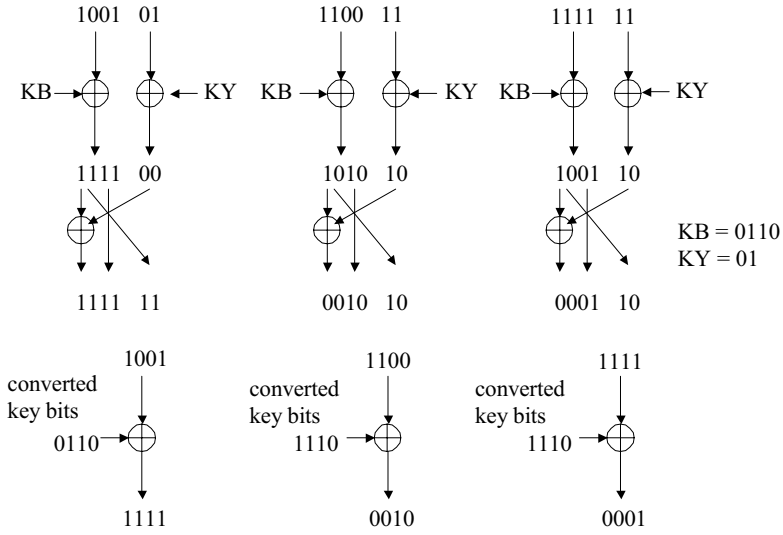 1001 01 1100 11 1111 11
KB KY KB KY KB KY
1111 00 1010 10 1001 10
KB = 0110
KY = 01
1111 11 0010 10 0001 10
1001 1100 1111
converted converted converted
key bits key bits key bits
0110 1110 1110
1111 0010 0001